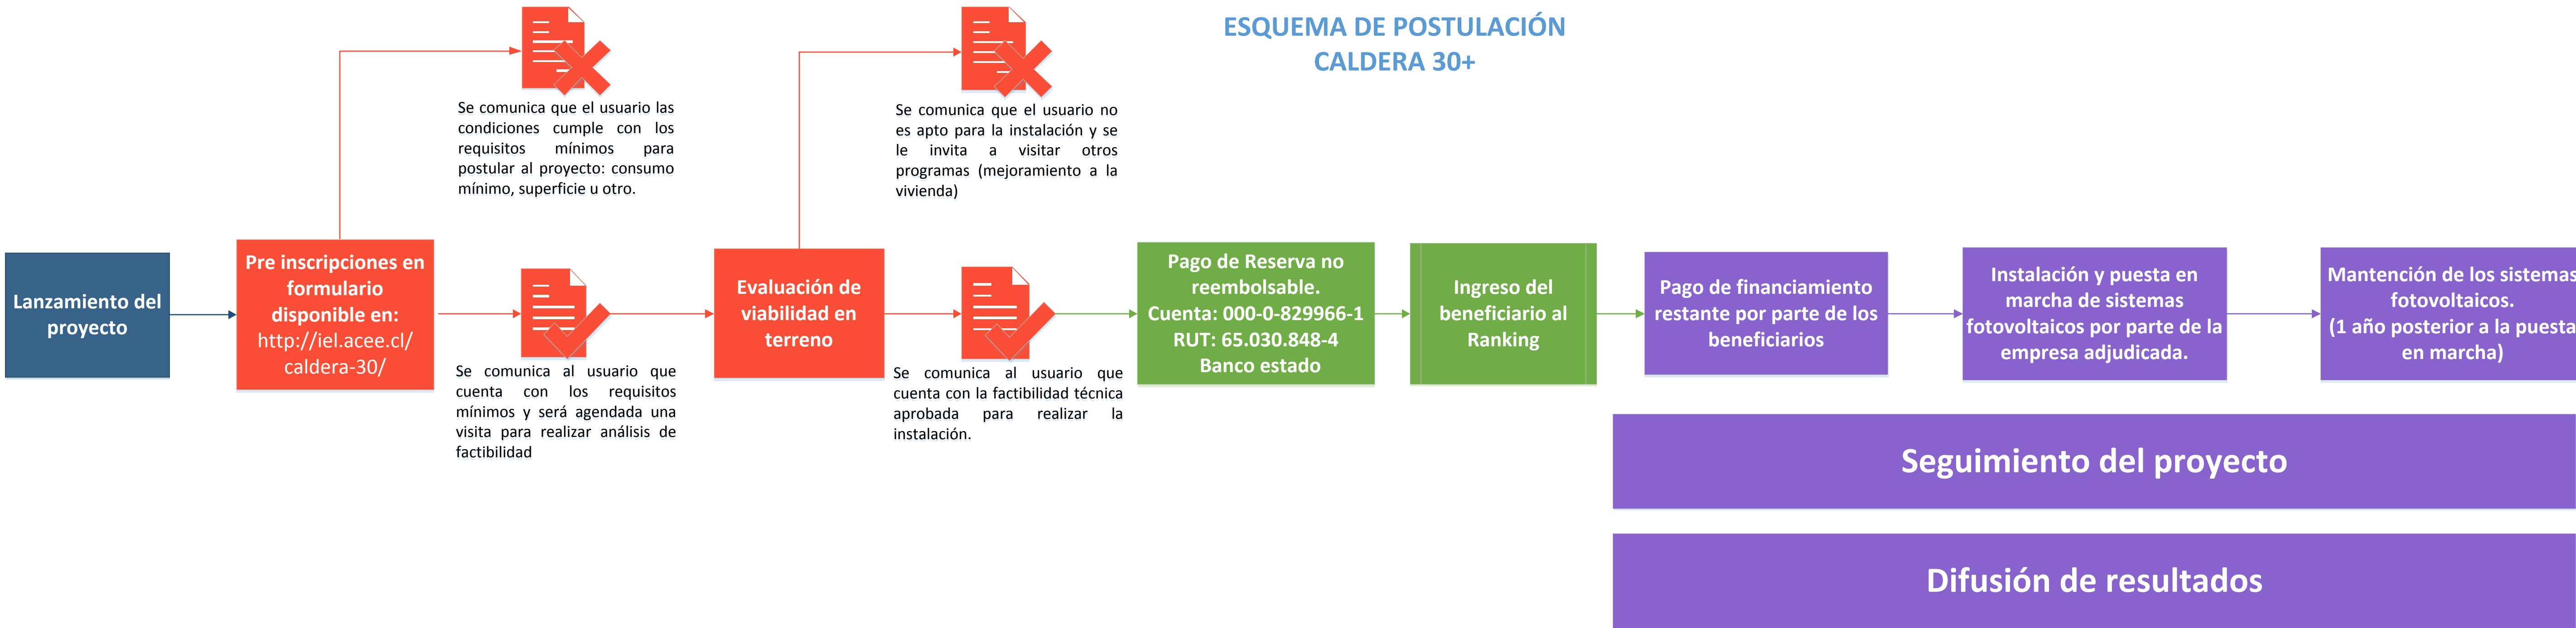 ESQUEMA DE POSTULACIÓN
CALDERA 30+
Se comunica que el usuario las
condiciones cumple con los
requisitos mínimos para
postular al proyecto: consumo
mínimo, superficie u otro.
Se comunica que el usuario no
es apto para la instalación y se
le invita a visitar otros
programas (mejoramiento a la
vivienda)
Lanzamiento del
proyecto
Pre inscripciones en
formulario
disponible en:
http://iel.acee.cl/
caldera-30/
Se comunica al usuario que
cuenta con los requisitos
mínimos y será agendada una
visita para realizar análisis de
factibilidad
Evaluación de
viabilidad en
terreno
Se comunica al usuario que
cuenta con la factibilidad técnica
aprobada para realizar la
instalación.
Pago de Reserva no
reembolsable.
Cuenta: 000-0-829966-1
RUT: 65.030.848-4
Banco estado
Ingreso del
beneficiario al
Ranking
Pago de financiamiento
restante por parte de los
beneficiarios
Instalación y puesta en
marcha de sistemas
fotovoltaicos por parte de la
empresa adjudicada.
Mantención de los sistemas
fotovoltaicos.
(1 año posterior a la puesta
en marcha)
Seguimiento del proyecto
Difusión de resultados